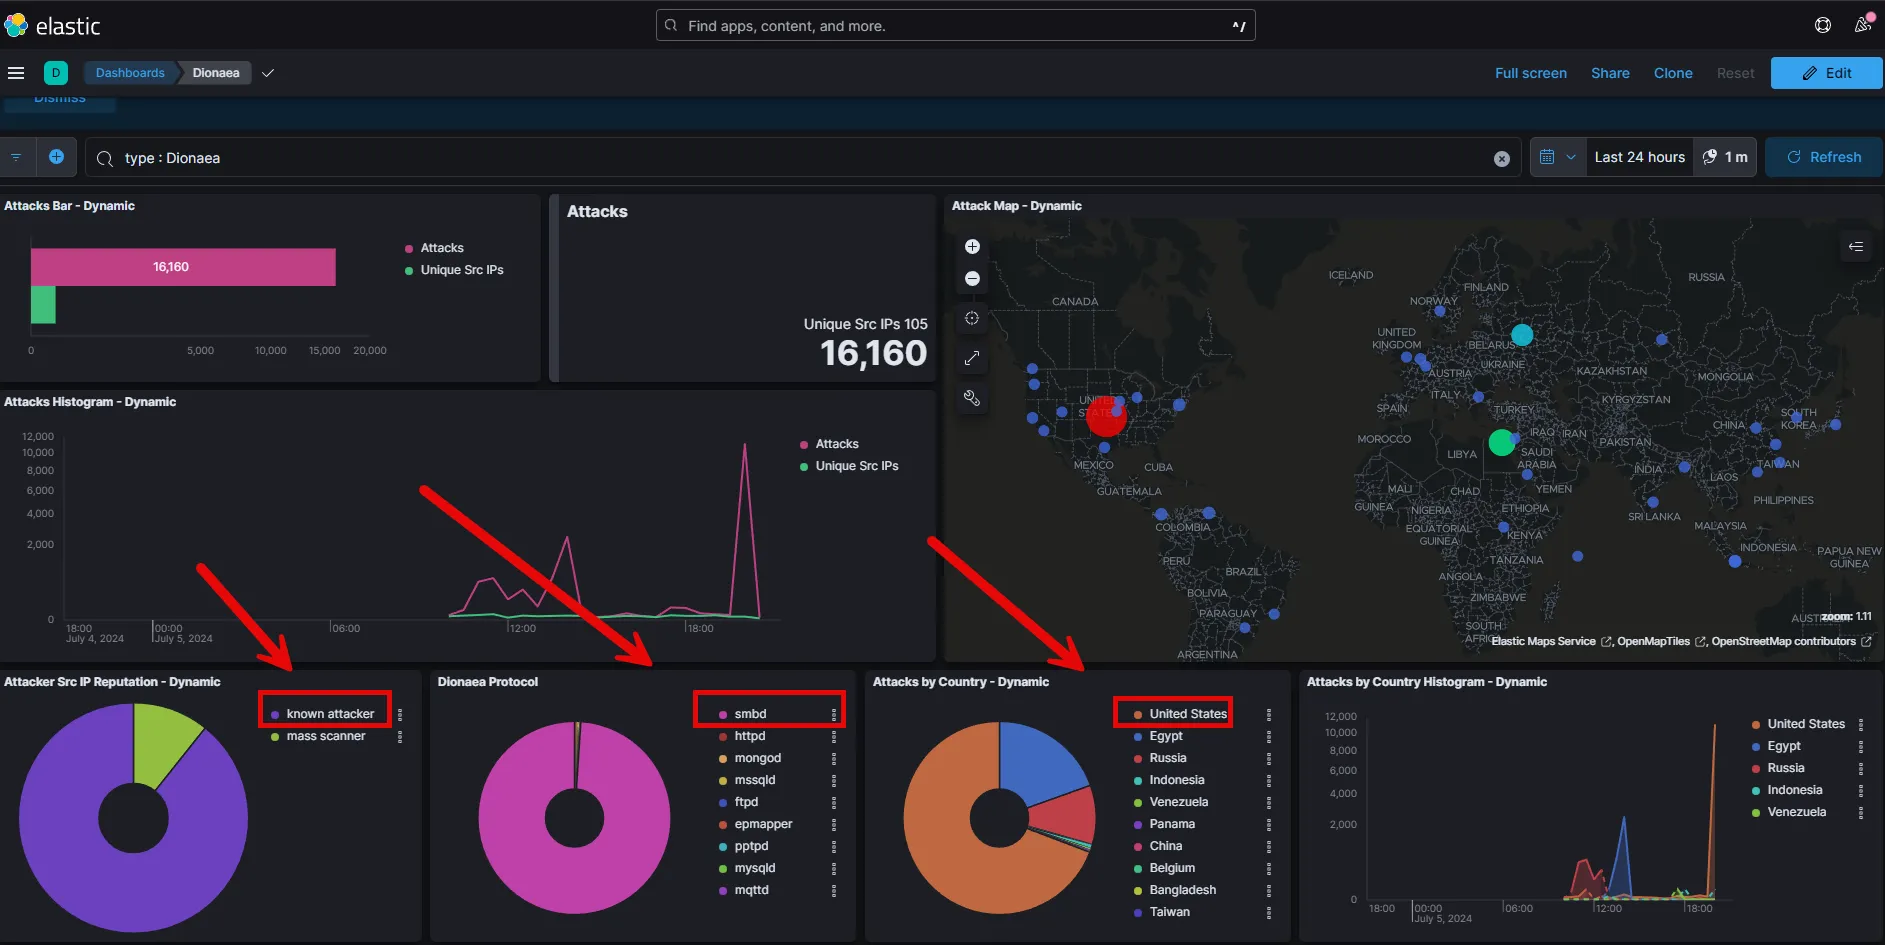 elastic
Find apps, content, and more.
^/
D
Dashboards
Dionaea
Full screen
Share
Clone
Reset
Edit
Dismiss
type : Dionaea
Last 24 hours
1 m
Refresh
Attacks Bar - Dynamic
16,160
0
5,000
10,000
15,000
20,000
Attacks
Unique Src IPs
Attacks
Unique Src IPs 105
16,160
Attack Map - Dynamic
ICELAND
RUSSIA
CANADA
FINLAND
NORWAY
UNITED
KINGDOM
BELARUS
UKRAINE
AUSTRIA
KAZAKHSTAN
MONGOLIA
ITALY
UNITED
STATES
SPAIN
TURKEY
KYRGYZSTAN
SOUTH
KOREA
CHINA
MOROCCO
IRAQ
IRAN
PAKISTAN
LIBYA
SAUDI
ARABIA
MEXICO
CUBA
INDIA
TAIWAN
LAOS
GUATEMALA
MALI
CHAD
YEMEN
PHILIPPINES
GUINEA
NIGERIA
ETHIOPIA
SRI LANKA
MALAYSIA
COLOMBIA
EQUATORIAL
GUINEA
KENYA
INDONESIA
PAPUA NEW
GUINEA
PERU
BRAZIL
TANZANIA
ANGOLA
BOLIVIA
ZIMBABWE
PARAGUAY
SOUTH
AFRICA
ARGENTINA
zoom: 1.11
Elastic Maps Service , OpenMapTiles , OpenStreetMap contributors
Attacks Histogram - Dynamic
12,000
10,000
8,000
6,000
4,000
2,000
0
18:00
July 4, 2024
00:00
July 5, 2024
06:00
12:00
18:00
Attacks
Unique Src IPs
Attacker Src IP Reputation - Dynamic
known attacker
mass scanner
Dionaea Protocol
smbd
httpd
mongod
mssqld
ftpd
epmapper
pptpd
mysqld
mqttd
Attacks by Country - Dynamic
United States
Egypt
Russia
Indonesia
Venezuela
Panama
China
Belgium
Bangladesh
Taiwan
Attacks by Country Histogram - Dynamic
12,000
10,000
8,000
6,000
4,000
2,000
0
18:00
00:00
July 5, 2024
06:00
12:00
18:00
United States
Egypt
Russia
Indonesia
Venezuela